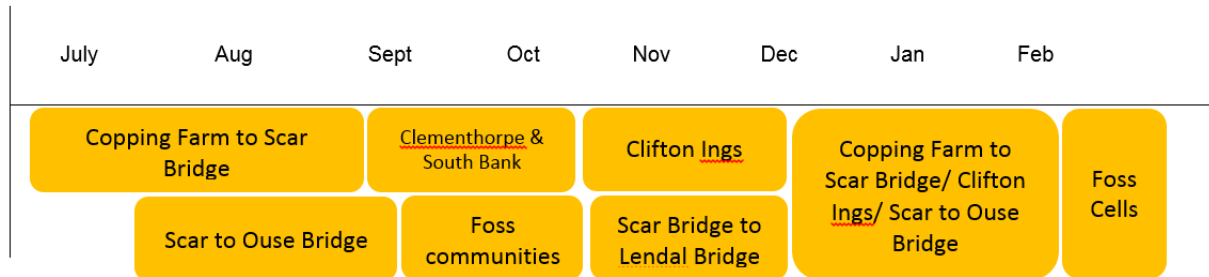 July Aug Sept Oct Nov Dec Jan Feb
Copping Farm to Scar
Bridge
Clementhorpe &
South Bank
Clifton Ings
Copping Farm to
Scar Bridge/ Clifton
Ings/ Scar to Ouse
Bridge
Foss
Cells
Scar to Ouse Bridge
Foss
communities
Scar Bridge to
Lendal Bridge